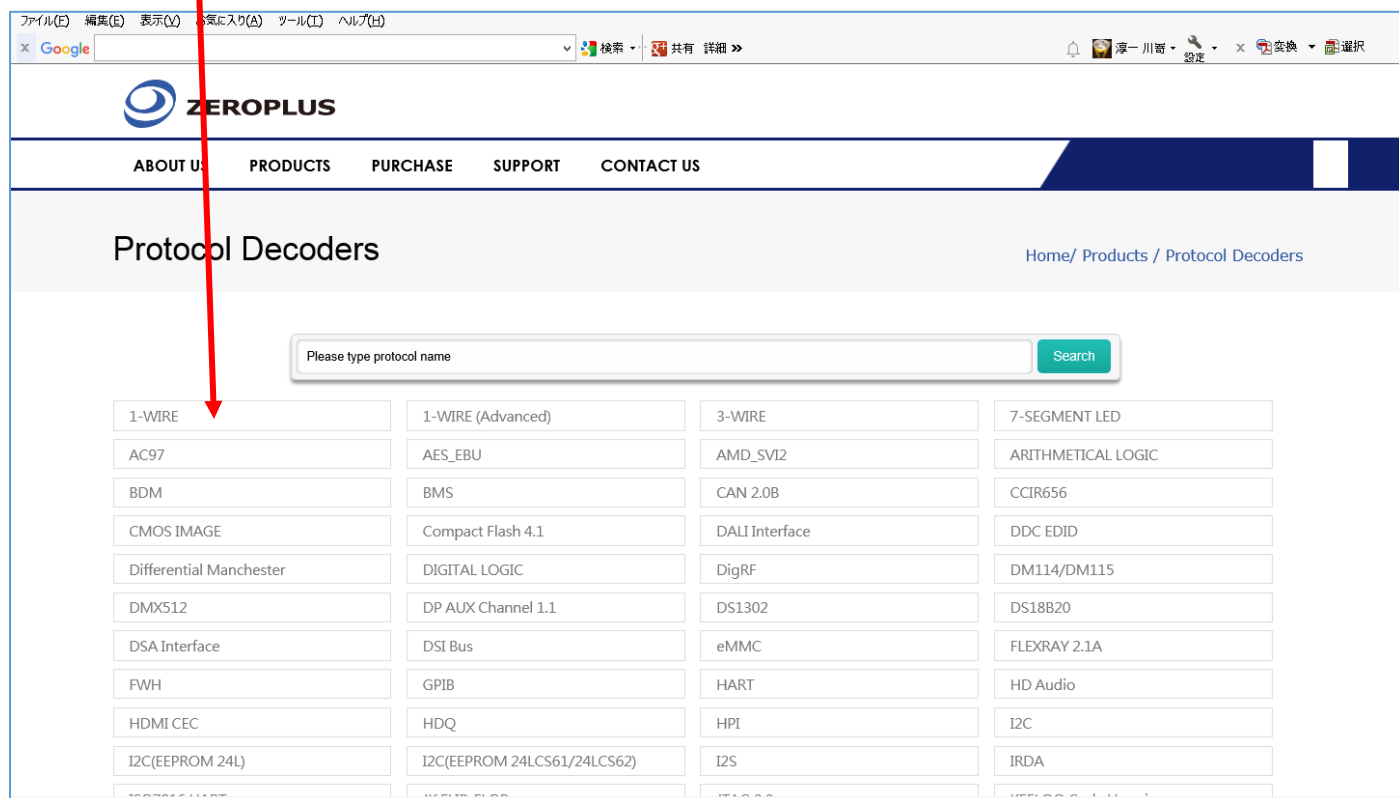 ファイル(F) 編集(E) 表示(V) お気に入り(A) ツール(T) ヘルプ(H)
x Google 検索 共有 詳細 » 淳一 川嵜 設定 x 変換 選択
ZEROPLUS
ABOUT US PRODUCTS PURCHASE SUPPORT CONTACT US
Protocol Decoders
Home/ Products / Protocol Decoders
Please type protocol name Search
1-WIRE 1-WIRE (Advanced) 3-WIRE 7-SEGMENT LED
AC97 AES_EBU AMD_SVI2 ARITHMETICAL LOGIC
BDM BMS CAN 2.0B CCIR656
CMOS IMAGE Compact Flash 4.1 DALI Interface DDC EDID
Differential Manchester DIGITAL LOGIC DigRF DM114/DM115
DMX512 DP AUX Channel 1.1 DS1302 DS18B20
DSA Interface DSI Bus eMMC FLEXRAY 2.1A
FWH GPIB HART HD Audio
HDMI CEC HDQ HPI I2C
I2C(EEPROM 24L) I2C(EEPROM 24LCS61/24LCS62) I2S IRDA